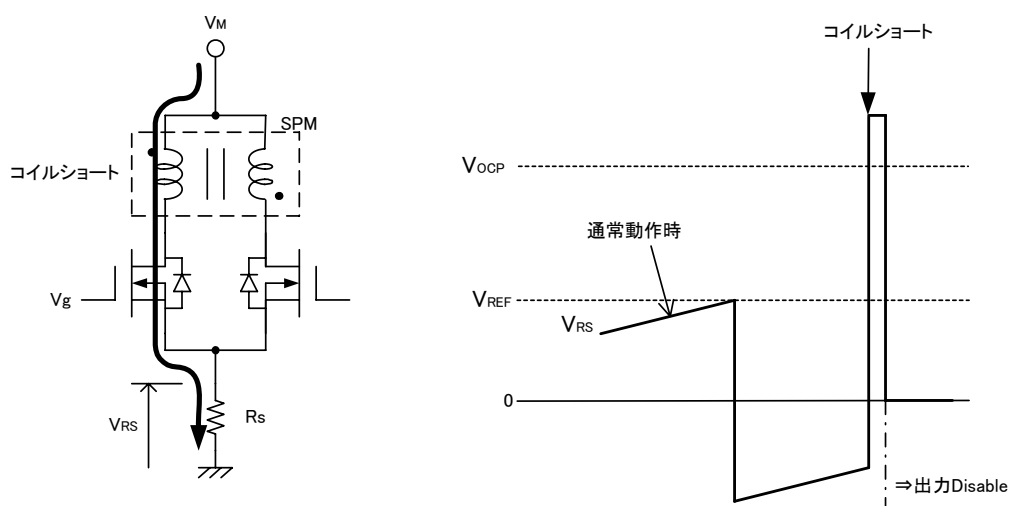 VM
SPM
コイルショート
Vg
VRS
Rs
コイルショート
VOCP
通常動作時
VREF
VRS
0
⇒出力Disable